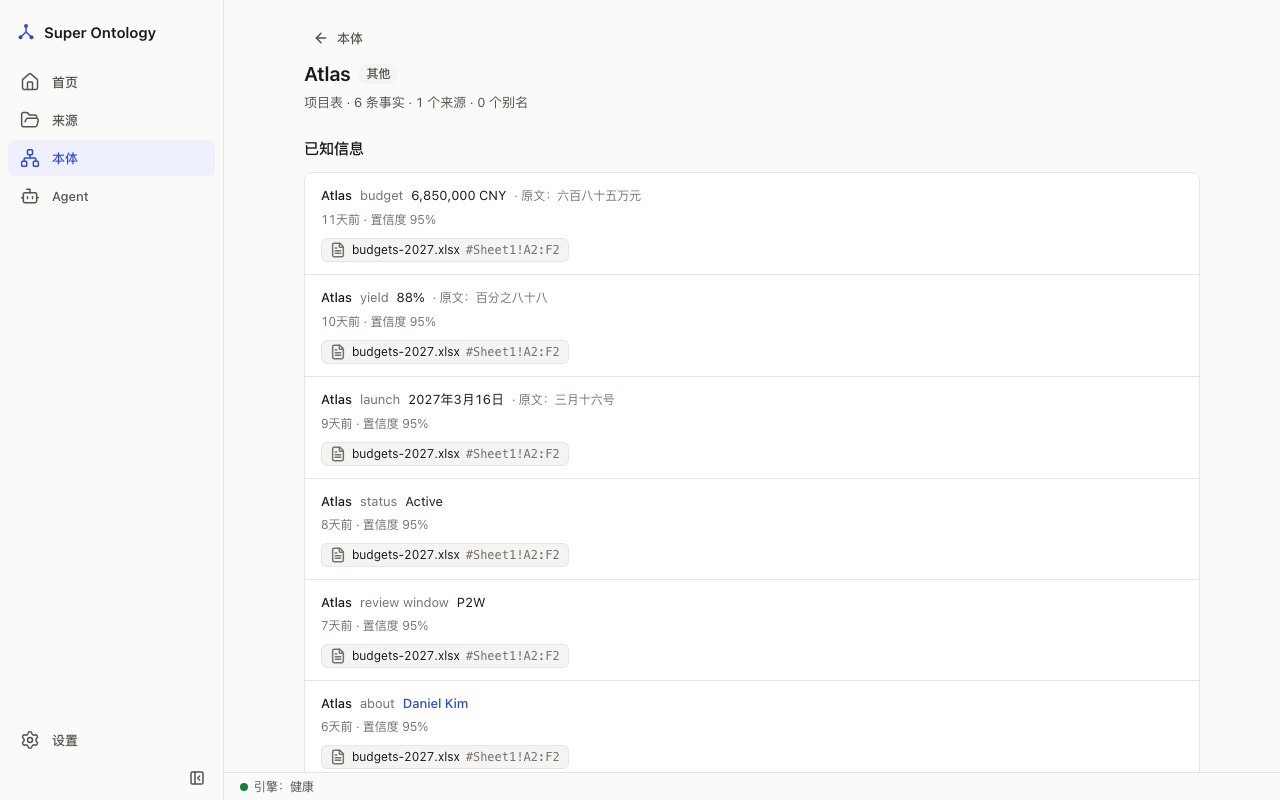 Super Ontology
首页
来源
本体
Agent
设置
本体
Atlas 其他
项目表 · 6 条事实 · 1 个来源 · 0 个别名
已知信息
Atlas budget 6,850,000 CNY · 原文：六百八十五万元
11天前 · 置信度 95%
budgets-2027.xlsx #Sheet1!A2:F2
Atlas yield 88% · 原文：百分之八十八
10天前 · 置信度 95%
budgets-2027.xlsx #Sheet1!A2:F2
Atlas launch 2027年3月16日 · 原文：三月十六号
9天前 · 置信度 95%
budgets-2027.xlsx #Sheet1!A2:F2
Atlas status Active
8天前 · 置信度 95%
budgets-2027.xlsx #Sheet1!A2:F2
Atlas review window P2W
7天前 · 置信度 95%
budgets-2027.xlsx #Sheet1!A2:F2
Atlas about Daniel Kim
6天前 · 置信度 95%
budgets-2027.xlsx #Sheet1!A2:F2
引擎：健康